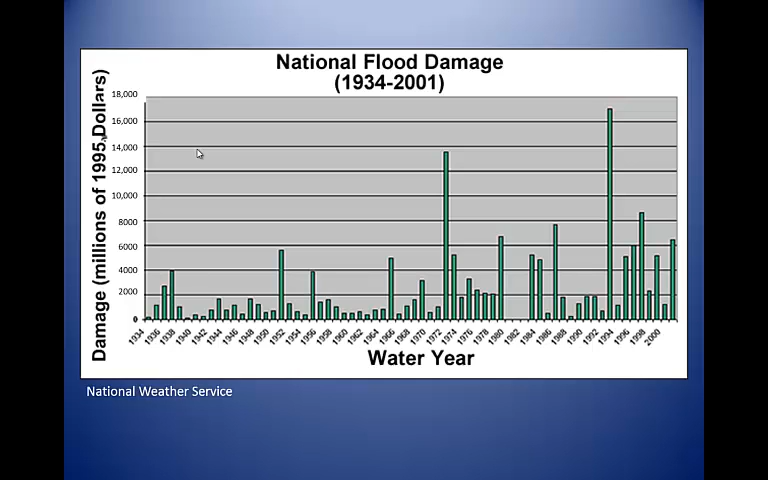 National Flood Damage
(1934-2001)
Damage (millions of 1995 Dollars)
18,000
16,000
14,000
12,000
10,000
8000
6000
4000
2000
0
1934 1936 1938 1940 1942 1944 1946 1948 1950 1952 1954 1956 1958 1960 1962 1964 1966 1968 1970 1972 1974 1976 1978 1980 1982 1984 1986 1988 1990 1992 1994 1996 1998 2000
Water Year
National Weather Service